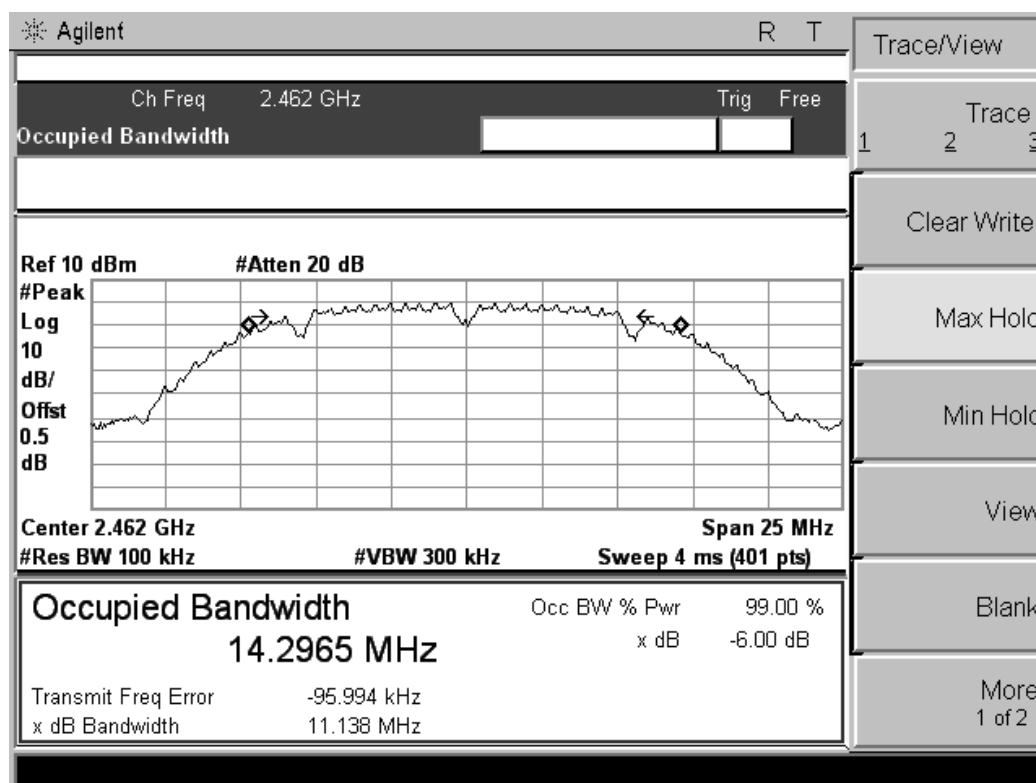 Agilent R T
Ch Freq 2.462 GHz Trig Free
Occupied Bandwidth
Ref 10 dBm #Atten 20 dB
#Peak
Log
10
dB/
Offst
0.5
dB
Center 2.462 GHz Span 25 MHz
#Res BW 100 kHz #VBW 300 kHz Sweep 4 ms (401 pts)
Occupied Bandwidth
14.2965 MHz
Occ BW % Pwr 99.00 %
x dB -6.00 dB
Transmit Freq Error -95.994 kHz
x dB Bandwidth 11.138 MHz
Trace/View
Trace
1 2 3
Clear Write
Max Hold
Min Hold
View
Blank
More
1 of 2